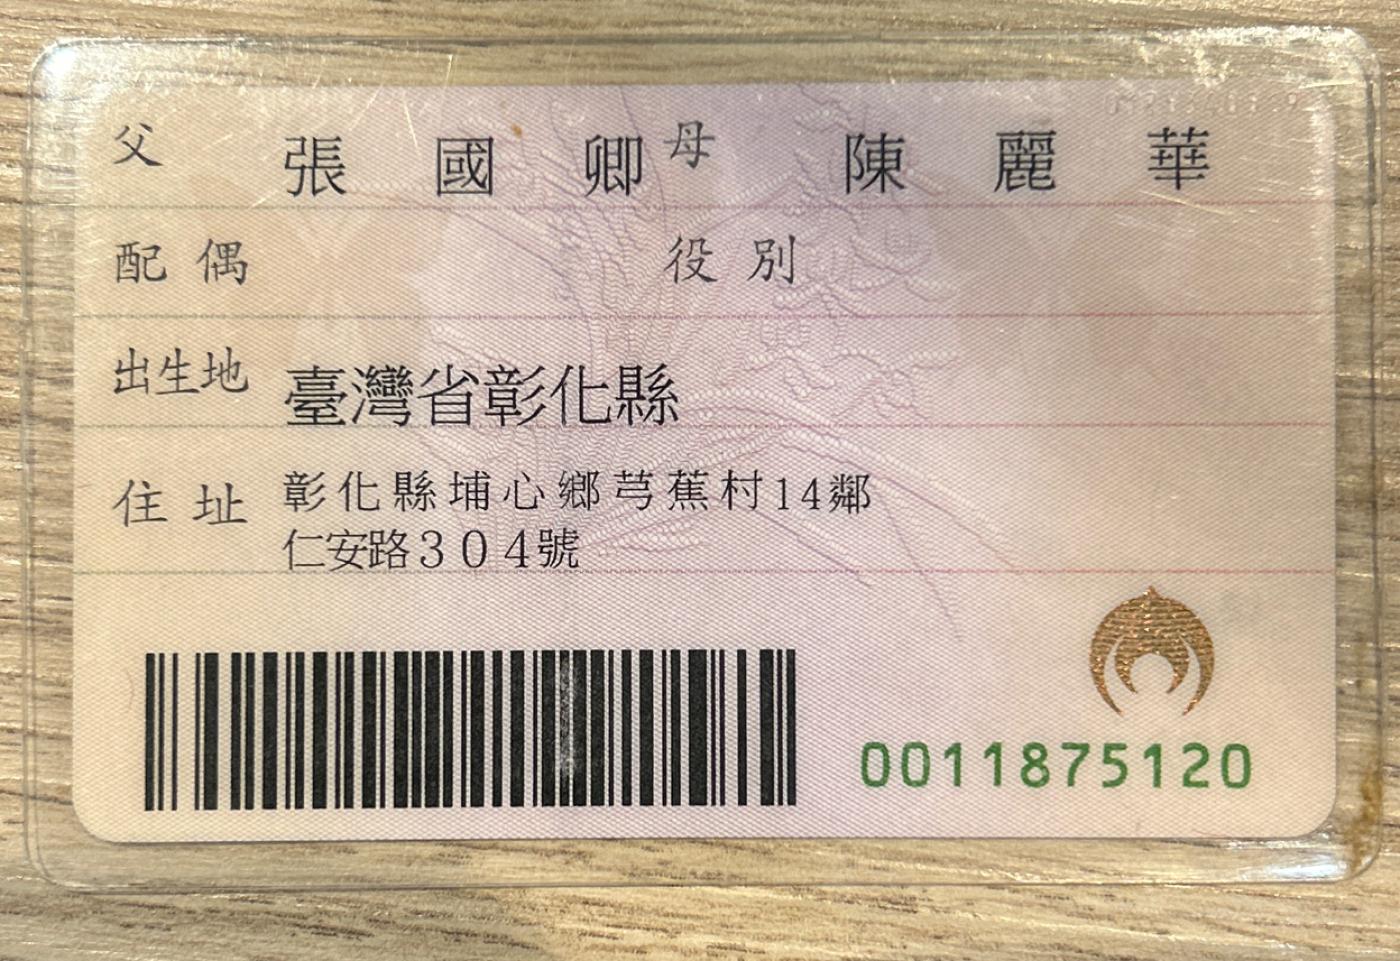 父 張國卿 母 陳麗華
配偶 役別
出生地 臺灣省彰化縣
住址 彰化縣埔心鄉芎蕉村14鄰
仁安路304號
0011875120